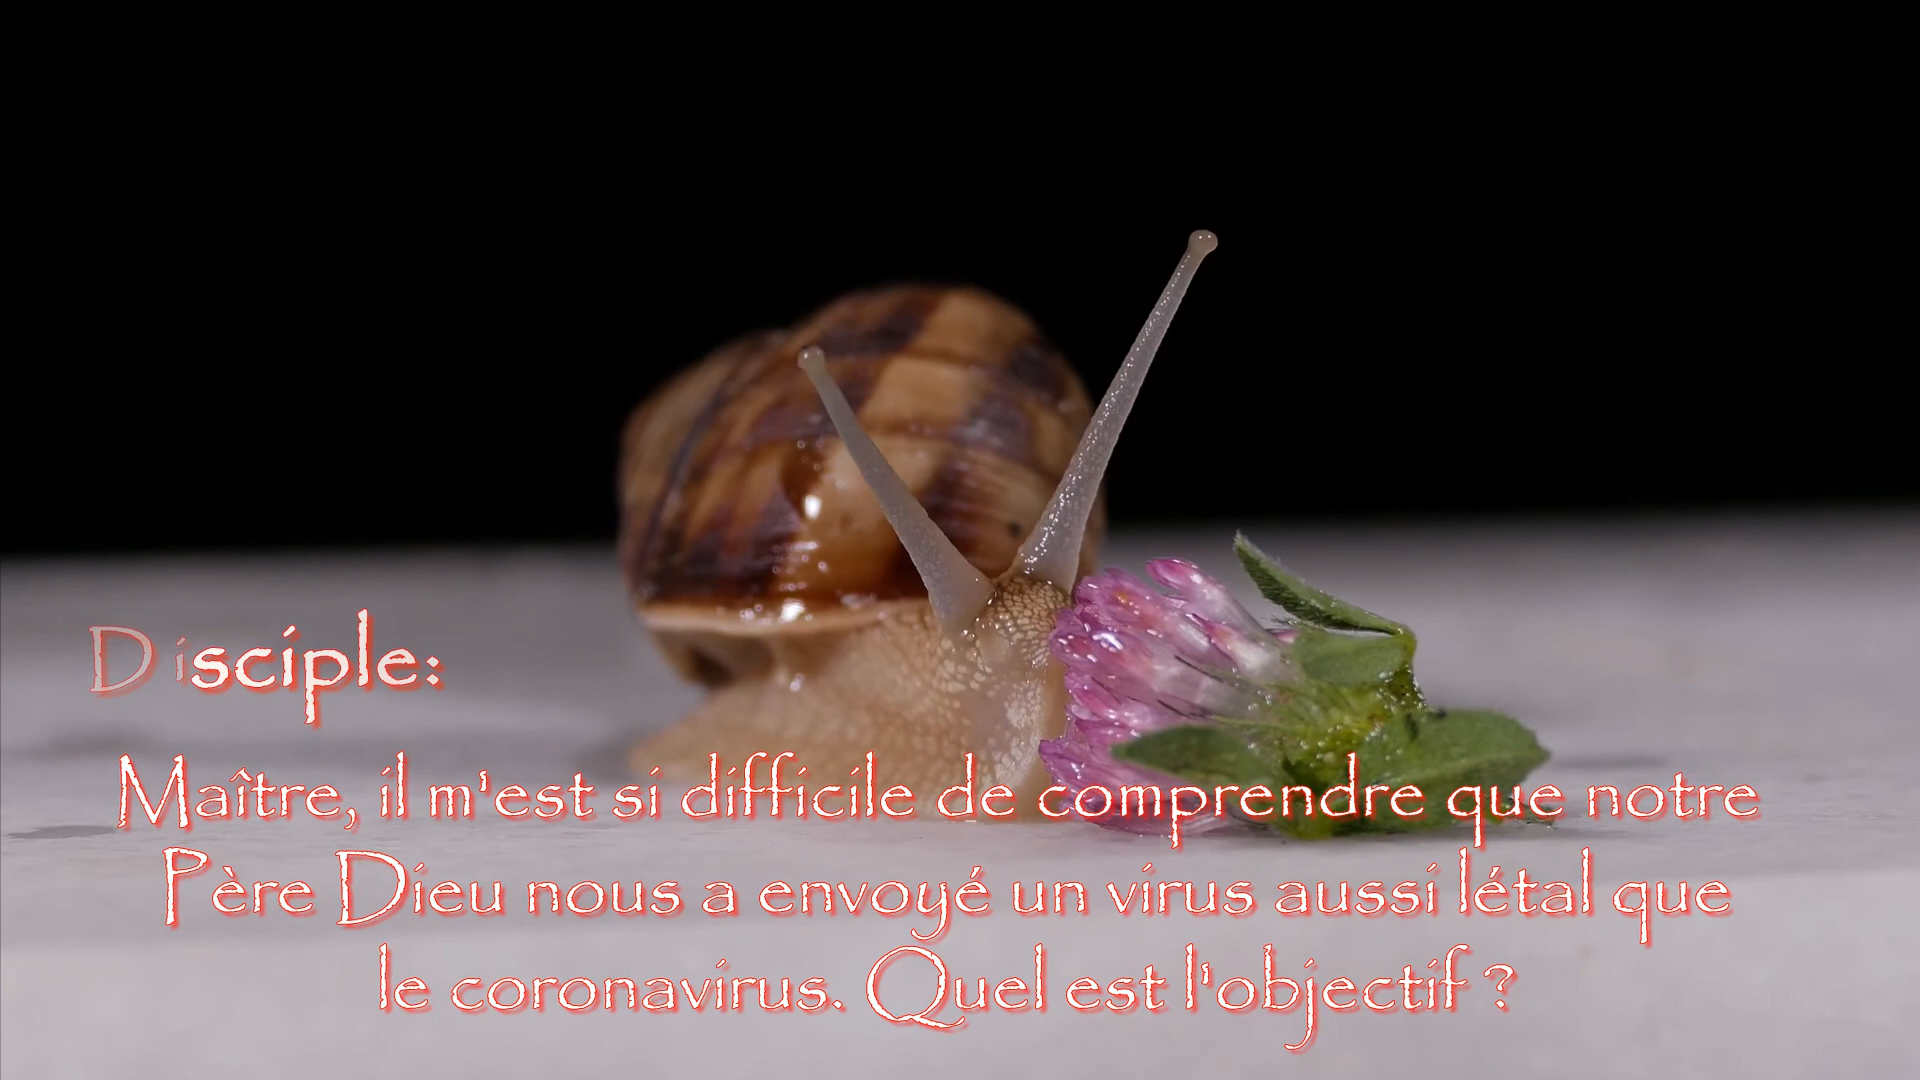 Disciple:
Maître, il m'est si difficile de comprendre que notre
Père Dieu nous a envoyé un virus aussi létal que
le coronavirus. Quel est l'objectif ?